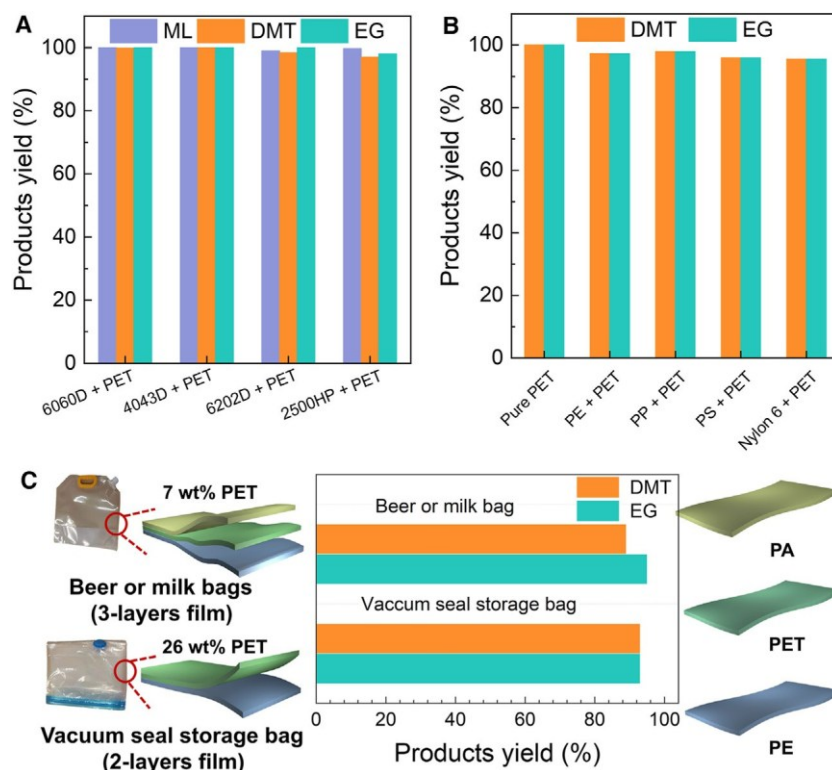 A
ML DMT EG
Products yield (%)
100
80
60
40
20
0
6060D + PET
4043D + PET
6202D + PET
2500HP + PET
B
DMT EG
Products yield (%)
100
80
60
40
20
0
Pure PET
PE + PET
PP + PET
PS + PET
Nylon 6 + PET
C
7 wt% PET
Beer or milk bags
(3-layers film)
26 wt% PET
Vacuum seal storage bag
(2-layers film)
DMT
EG
Beer or milk bag
Vaccum seal storage bag
0 20 40 60 80 100
Products yield (%)
PA
PET
PE